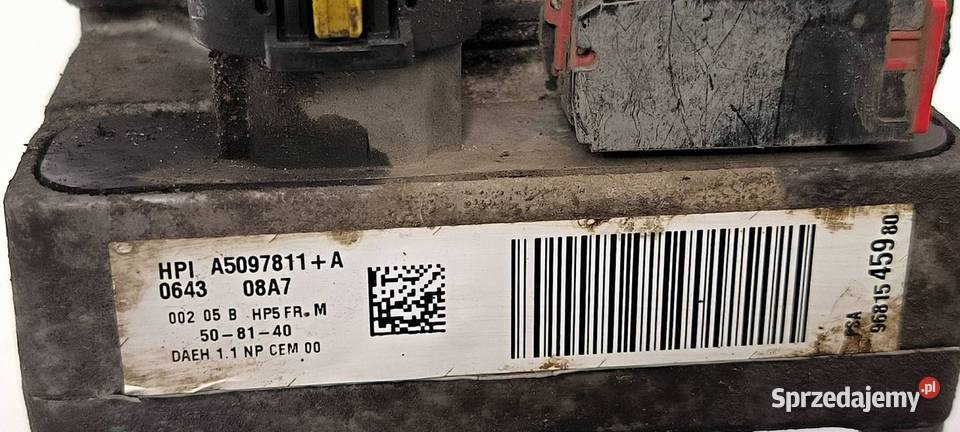 HPI A5097811+A
0643 08A7
002 05 B HP5 FR. M
50-81-40
DAEH 1.1 NP CEM 00
PSA
96815 459 80
Sprzedajemy.pl